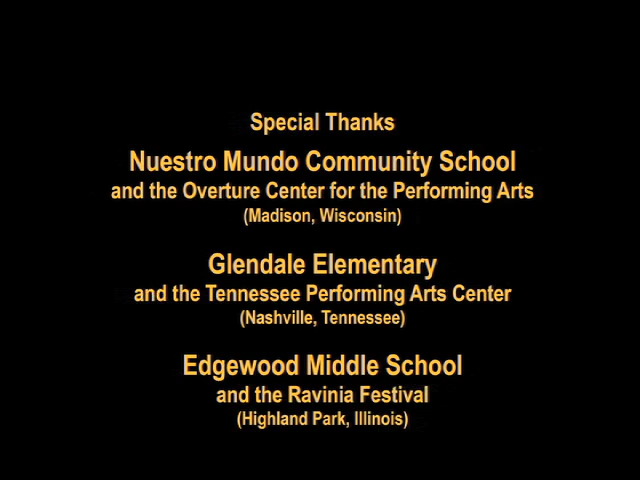 Special Thanks
Nuestro Mundo Community School
and the Overture Center for the Performing Arts
(Madison, Wisconsin)
Glendale Elementary
and the Tennessee Performing Arts Center
(Nashville, Tennessee)
Edgewood Middle School
and the Ravinia Festival
(Highland Park, Illinois)